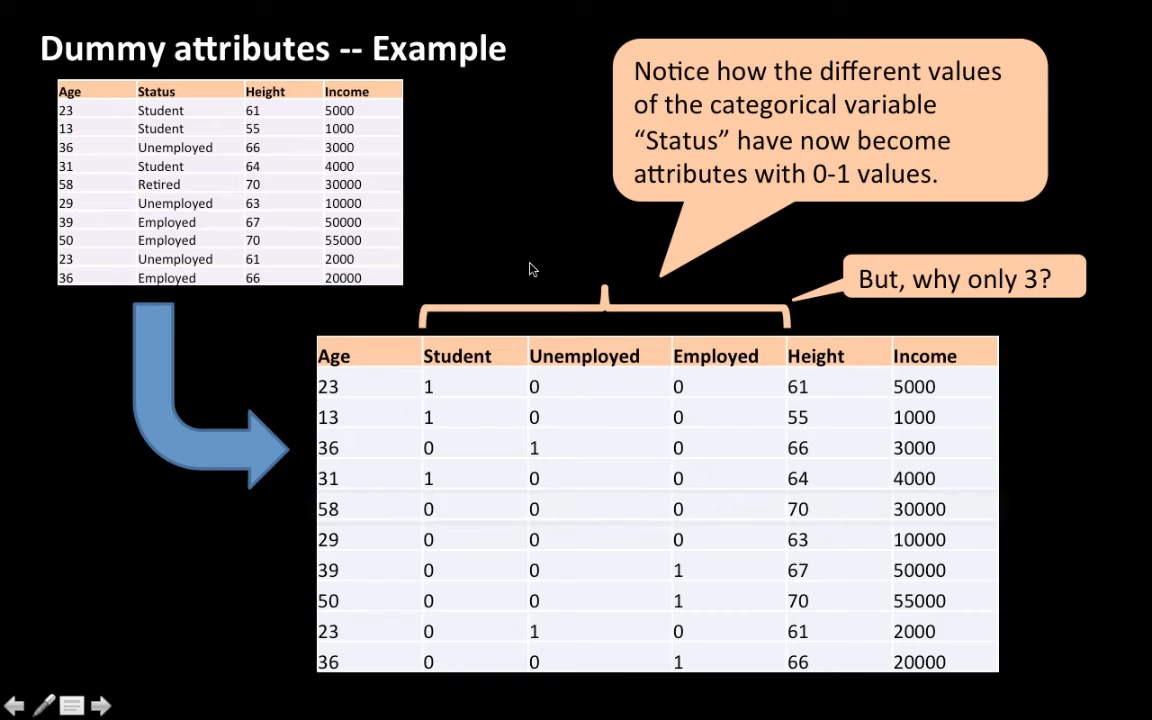 Dummy attributes -- Example
Age Status Height Income
23 Student 61 5000
13 Student 55 1000
36 Unemployed 66 3000
31 Student 64 4000
58 Retired 70 30000
29 Unemployed 63 10000
39 Employed 67 50000
50 Employed 70 55000
23 Unemployed 61 2000
36 Employed 66 20000
Notice how the different values
of the categorical variable
“Status” have now become
attributes with 0-1 values.
But, why only 3?
Age Student Unemployed Employed Height Income
23 1 0 0 61 5000
13 1 0 0 55 1000
36 0 1 0 66 3000
31 1 0 0 64 4000
58 0 0 0 70 30000
29 0 0 0 63 10000
39 0 0 1 67 50000
50 0 0 1 70 55000
23 0 1 0 61 2000
36 0 0 1 66 20000